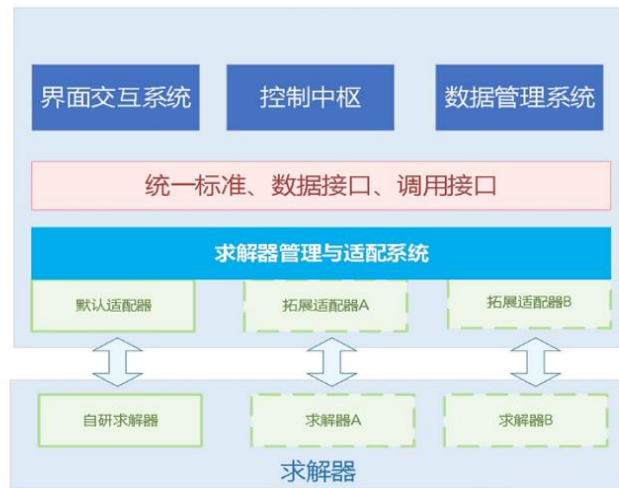 界面交互系统
控制中枢
数据管理系统
统一标准、数据接口、调用接口
求解器管理与适配系统
默认适配器
拓展适配器A
拓展适配器B
自研求解器
求解器A
求解器B
求解器